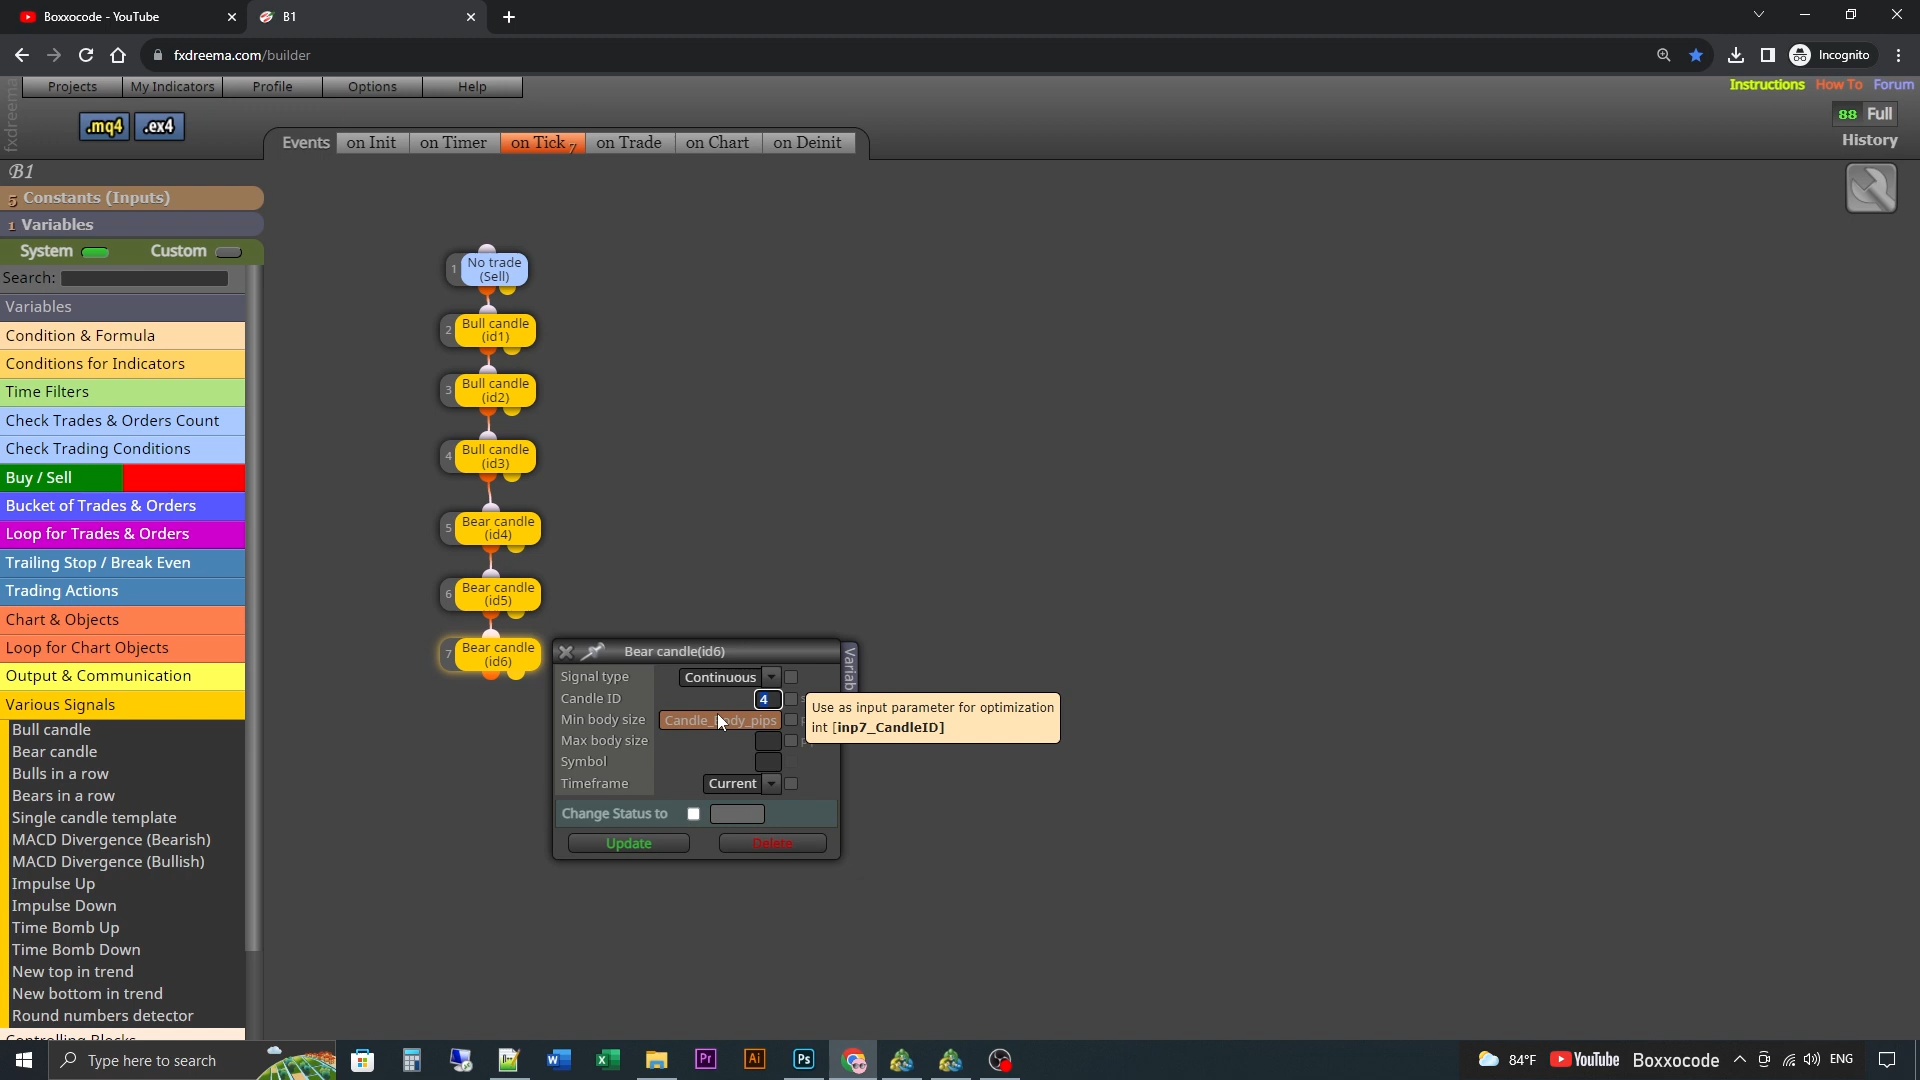 Boxxocode - YouTube
B1
fxdreema.com/builder
Incognito
Projects
My Indicators
Profile
Options
Help
Instructions
How To
Forum
fxdreema
.mq4
.ex4
88 Full
Events
on Init
on Timer
on Tick 7
on Trade
on Chart
on Deinit
History
B1
5 Constants (Inputs)
1 Variables
System
Custom
Search:
Variables
Condition & Formula
Conditions for Indicators
Time Filters
Check Trades & Orders Count
Check Trading Conditions
Buy / Sell
Bucket of Trades & Orders
Loop for Trades & Orders
Trailing Stop / Break Even
Trading Actions
Chart & Objects
Loop for Chart Objects
Output & Communication
Various Signals
Bull candle
Bear candle
Bulls in a row
Bears in a row
Single candle template
MACD Divergence (Bearish)
MACD Divergence (Bullish)
Impulse Up
Impulse Down
Time Bomb Up
Time Bomb Down
New top in trend
New bottom in trend
Round numbers detector
Controlling Blocks
1 No trade
(Sell)
2 Bull candle
(id1)
3 Bull candle
(id2)
4 Bull candle
(id3)
5 Bear candle
(id4)
6 Bear candle
(id5)
7 Bear candle
(id6)
Bear candle(id6)
Signal type
Continuous
Candle ID
4
Min body size
Candle_Body_pips
Max body size
Symbol
Timeframe
Current
Change Status to
Update
Delete
Variab
Use as input parameter for optimization
int [inp7_CandleID]
Type here to search
Pr
Ai
Ps
84°F
YouTube
Boxxocode
ENG